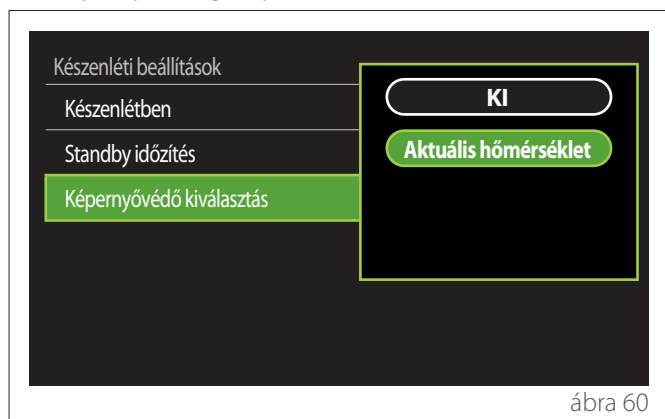 Készenléti beállítások
Készenlétben
Standby időzítés
Képernyővédő kiválasztás
KI
Aktuális hőmérséklet
ábra 60